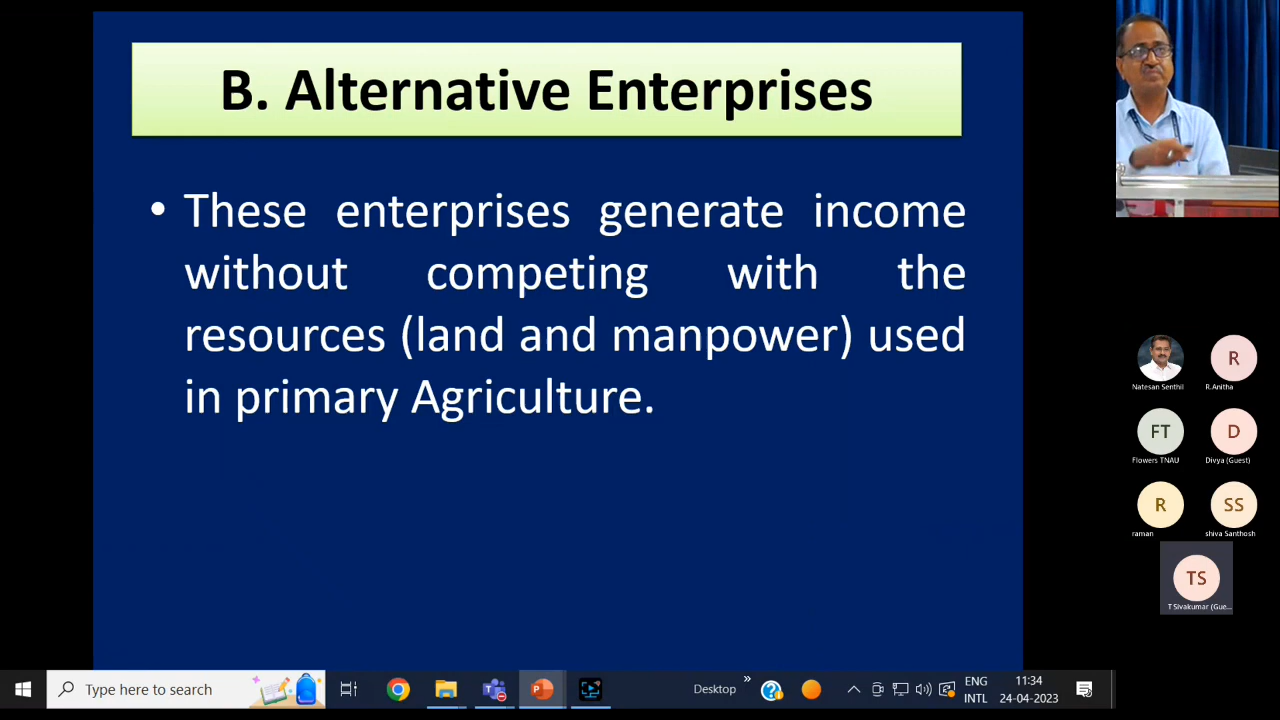 B. Alternative Enterprises
• These enterprises generate income
without competing with the
resources (land and manpower) used
in primary Agriculture.
Natesan Senthil
R
R.Anitha
FT
Flowers TNAU
D
Divya (Guest)
R
raman
SS
shiva Santhosh
TS
T Sivakumar (Gue...
Type here to search
Desktop
»
ENG
INTL
11:34
24-04-2023